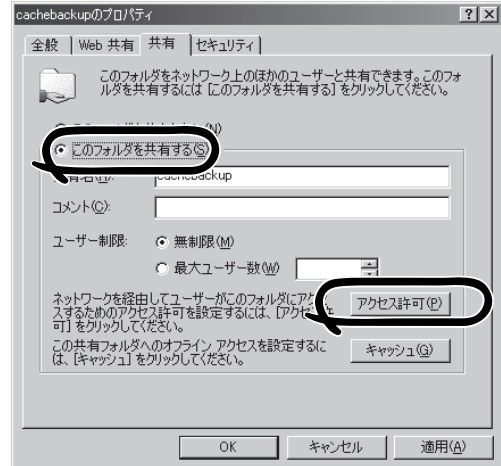 cachebackupのプロパティ
全般 Web 共有 共有 セキュリティ
このフォルダをネットワーク上のほかのユーザーと共有できます。このフォ
ルダを共有するには [このフォルダを共有する] をクリックしてください。
(N)
このフォルダを共有する(S)
cachebackup
コメント(C):
ユーザー制限: 無制限(M)
最大ユーザー数(W)
ネットワークを経由してユーザーがこのフォルダにアク
スするためのアクセス許可を設定するには、[アク
可] をクリックしてください。
アクセス許可(P)
この共有フォルダへのオフライン アクセスを設定するに
は、[キャッシュ] をクリックしてください。
キャッシュ(G)
OK キャンセル 適用(A)